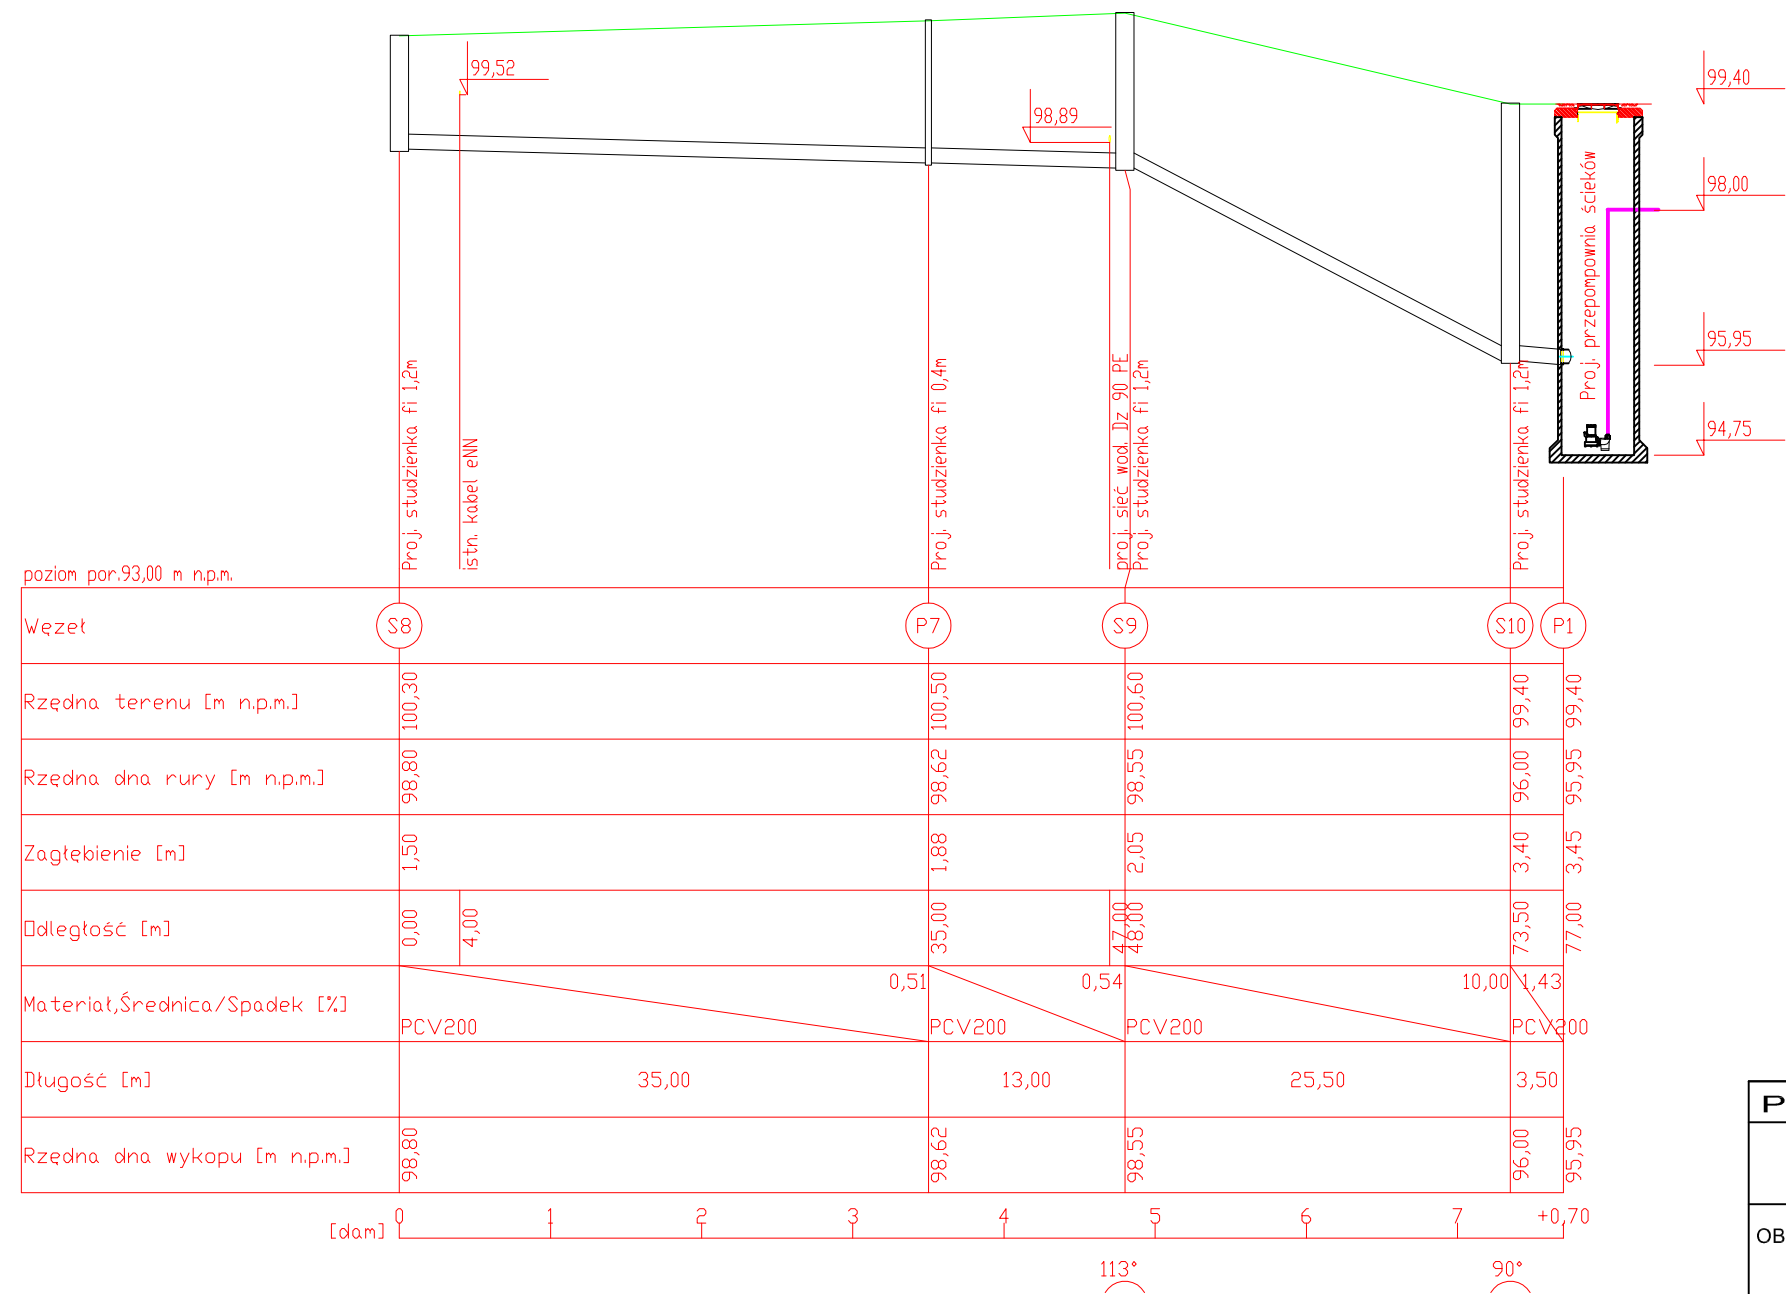 99,52
98,89
99,40
98,00
95,95
94,75
Proj. przepompownia ścieków
Proj. studzienka fi 1,2m
istn. kabel eNN
Proj. studzienka fi 0,4m
proj. sieć wod. Dz 90 PE
Proj. studzienka fi 1,2m
Proj. studzienka fi 1,2m
poziom por.93,00 m n.p.m.
Węzeł S8 P7 S9 S10 P1
Rzędna terenu [m n.p.m.] 100,30 100,50 100,60 99,40 99,40
Rzędna dna rury [m n.p.m.] 98,80 98,62 98,55 96,00 95,95
Zagłębienie [m] 1,50 1,88 2,05 3,40 3,45
Odległość [m] 0,00 4,00 35,00 47,00 48,00 73,50 77,00
Materiał,Średnica/Spadek [%] PCV200 0,51 PCV200 0,54 PCV200 10,00 PCV200 1,43
Długość [m] 35,00 13,00 25,50 3,50
Rzędna dna wykopu [m n.p.m.] 98,80 98,62 98,55 96,00 95,95
[dam] 0 1 2 3 4 5 6 7 +0,70
113° 90°
P
OB